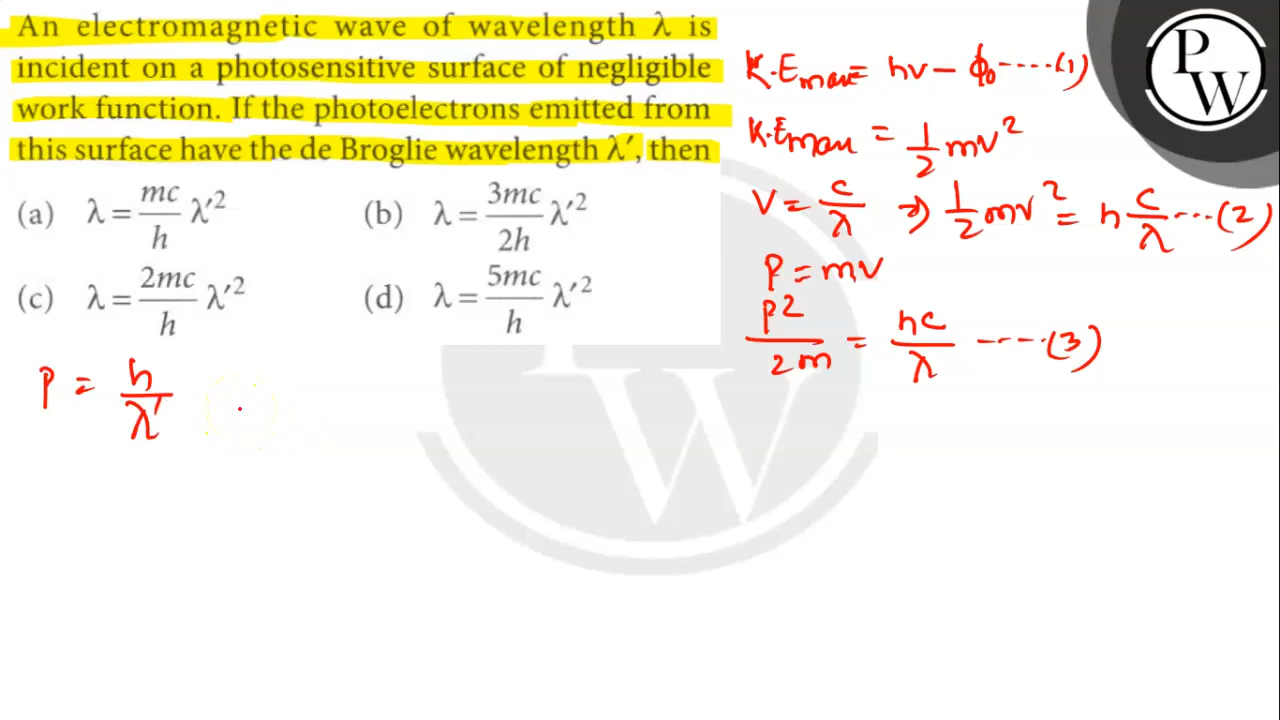 An electromagnetic wave of wavelength λ is
incident on a photosensitive surface of negligible
work function. If the photoelectrons emitted from
this surface have the de Broglie wavelength λ′, then
(a) λ = mc/h λ′²
(b) λ = 3mc/2h λ′²
(c) λ = 2mc/h λ′²
(d) λ = 5mc/h λ′²
P = h/λ'
K.Emax = hν − ϕ₀ ----(1)
K.Emax = 1/2 mv²
ν = c/λ ⇒ 1/2 mv² = h c/λ ---(2)
P = mv
P²/2m = hc/λ ----(3)
P
W